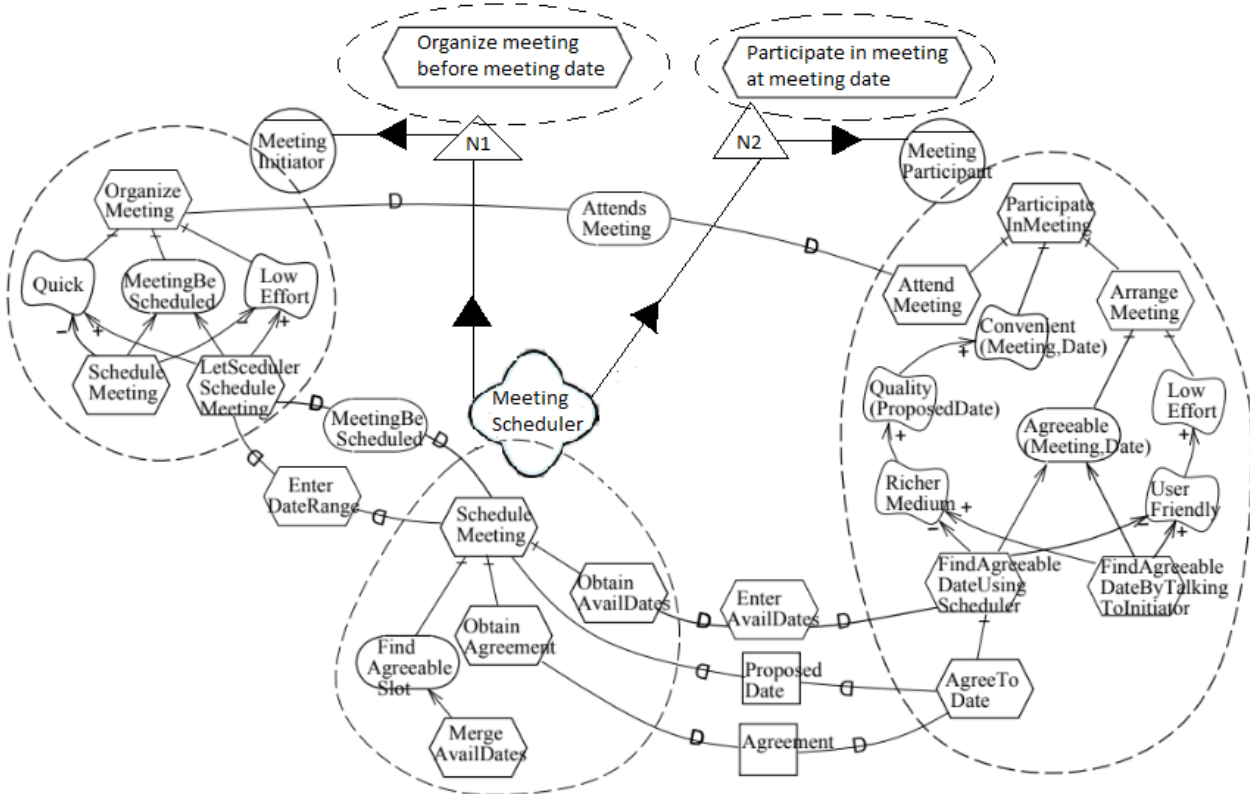 Organize meeting
before meeting date
Participate in meeting
at meeting date
N1
N2
Meeting
Initiator
Meeting
Participant
Organize
Meeting
D
Attends
Meeting
D
Participate
InMeeting
Quick
MeetingBe
Scheduled
Low
Effort
Attend
Meeting
Arrange
Meeting
Convenient
(Meeting,Date)
- + - +
+
Schedule
Meeting
LetSceduler
Schedule
Meeting
D
MeetingBe
Scheduled
D
Meeting
Scheduler
Quality
(ProposedDate)
Low
Effort
Agreeable
(Meeting,Date)
+
+
D
Enter
DateRange
D
Richer
Medium
User
Friendly
- +
- +
Schedule
Meeting
Obtain
AvailDates
D
Enter
AvailDates
D
FindAgreeable
DateUsing
Scheduler
FindAgreeable
DateByTalking
ToInitiator
Find
Agreeable
Slot
Obtain
Agreement
D
Proposed
Date
D
AgreeTo
Date
Merge
AvailDates
D
Agreement
D